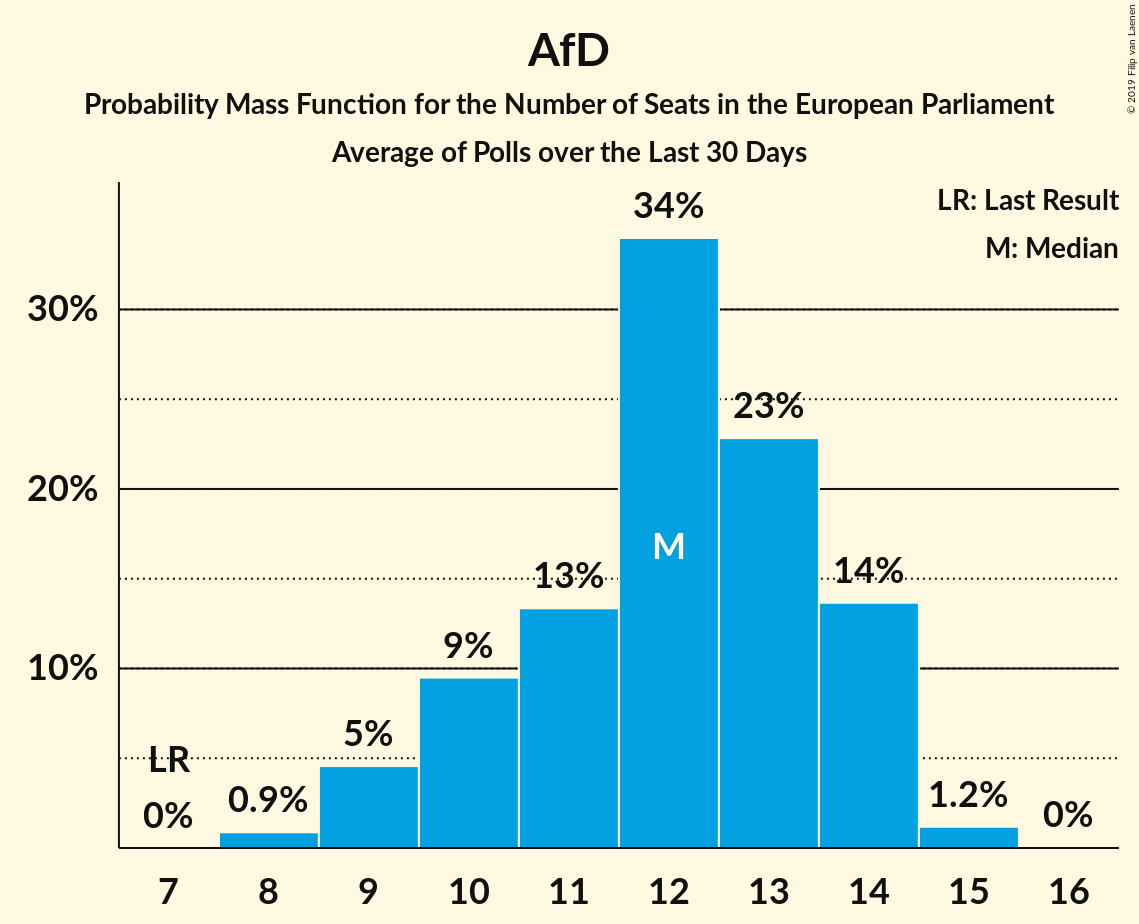 AfD
Probability Mass Function for the Number of Seats in the European Parliament
Average of Polls over the Last 30 Days
© 2019 Filip van Laenen
LR: Last Result
M: Median
30%
20%
10%
LR
0%
0.9%
5%
9%
13%
34%
M
23%
14%
1.2%
0%
7 8 9 10 11 12 13 14 15 16